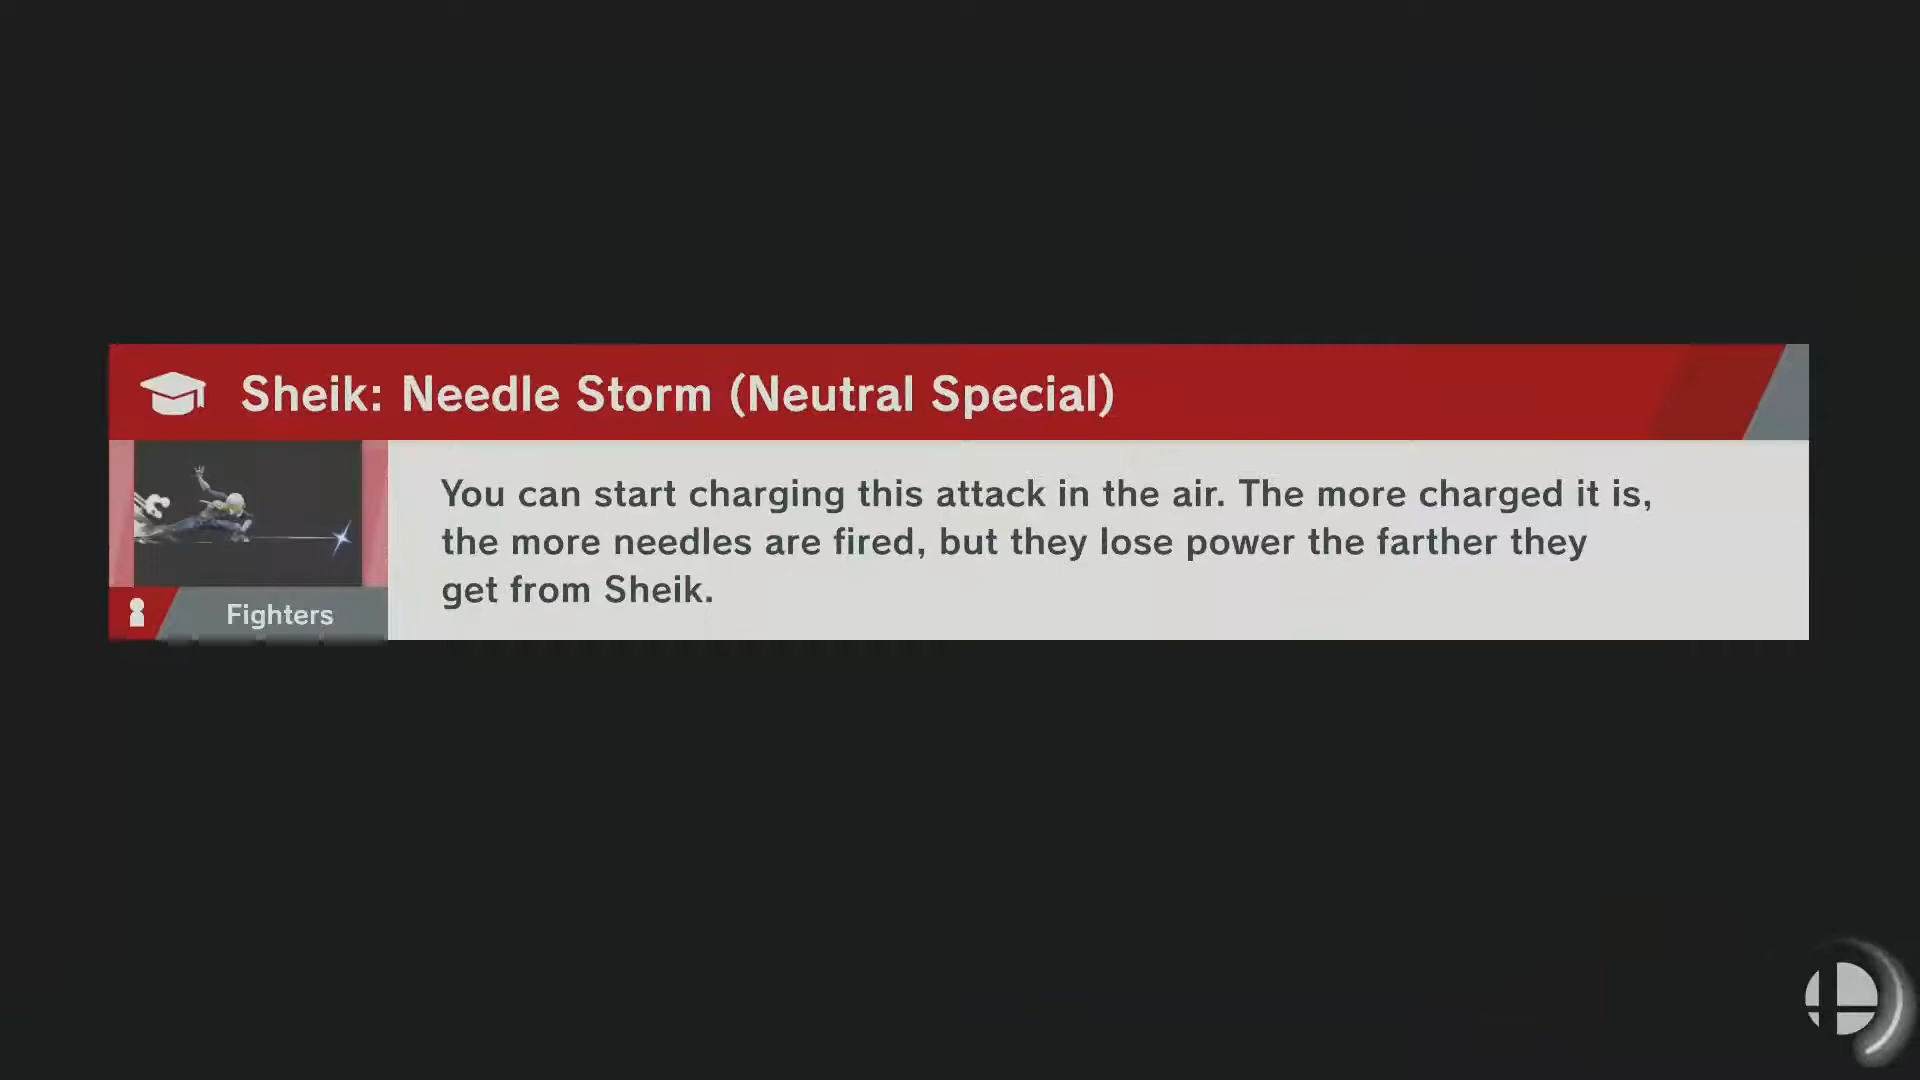 Sheik: Needle Storm (Neutral Special)
You can start charging this attack in the air. The more charged it is,
the more needles are fired, but they lose power the farther they
get from Sheik.
Fighters